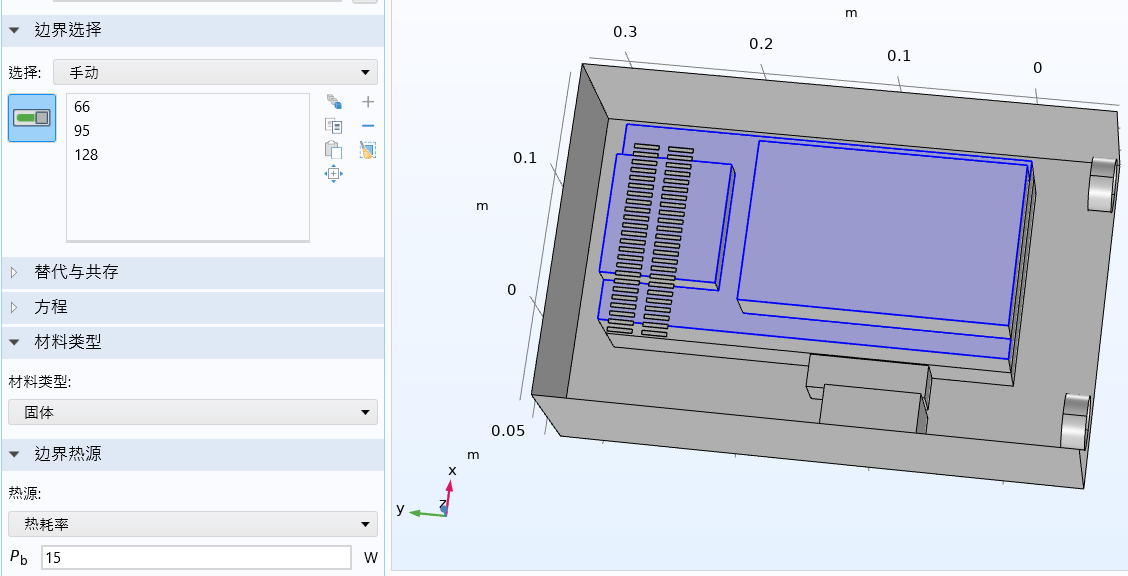 边界选择
选择:
手动
66
95
128
替代与共存
方程
材料类型
材料类型:
固体
边界热源
热源:
热耗率
Pb 15 W
m
0.3
0.2
0.1
0
0.1
m
0
0.05
m
x
y
z